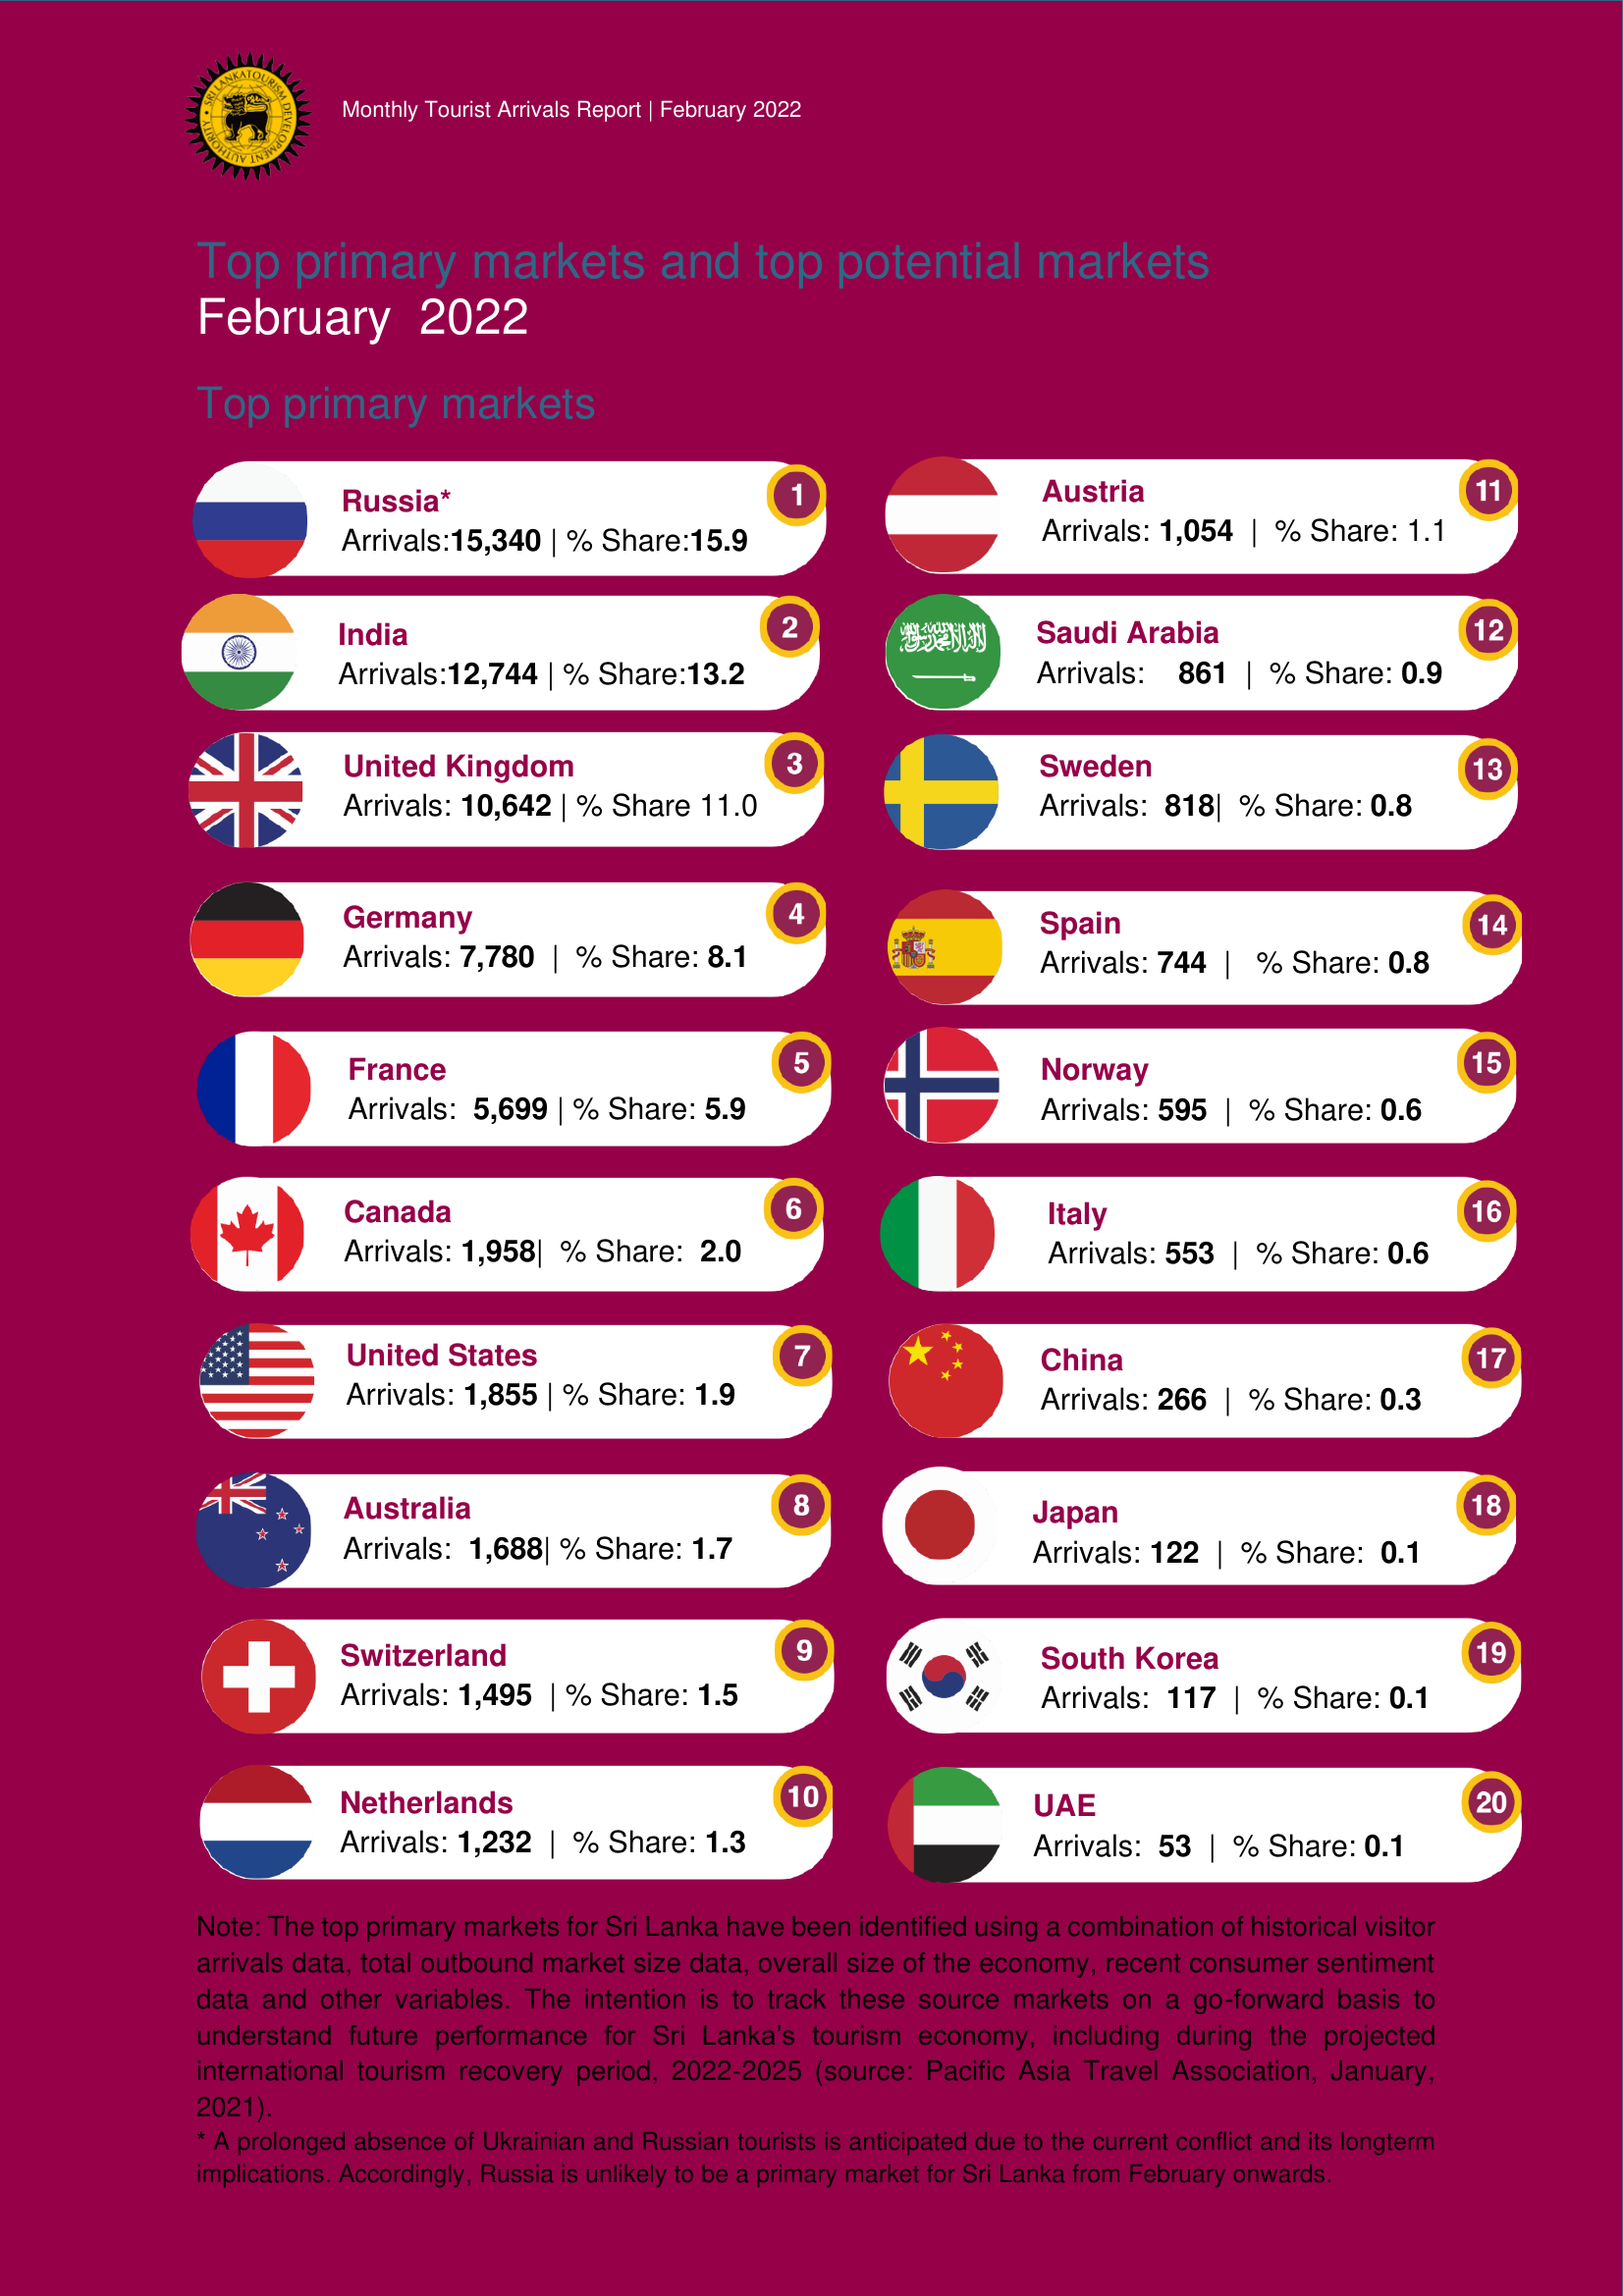 SRI LANKA TOURISM DEVELOPMENT AUTHORITY
Monthly Tourist Arrivals Report | February 2022
Top primary markets and top potential markets
February 2022
Top primary markets
Russia*
1
Arrivals:15,340 | % Share:15.9
India
2
Arrivals:12,744 | % Share:13.2
United Kingdom
3
Arrivals: 10,642 | % Share 11.0
Germany
4
Arrivals: 7,780 | % Share: 8.1
France
5
Arrivals: 5,699 | % Share: 5.9
Canada
6
Arrivals: 1,958| % Share: 2.0
United States
7
Arrivals: 1,855 | % Share: 1.9
Australia
8
Arrivals: 1,688| % Share: 1.7
Switzerland
9
Arrivals: 1,495 | % Share: 1.5
Netherlands
10
Arrivals: 1,232 | % Share: 1.3
Austria
11
Arrivals: 1,054 | % Share: 1.1
Saudi Arabia
12
Arrivals: 861 | % Share: 0.9
Sweden
13
Arrivals: 818| % Share: 0.8
Spain
14
Arrivals: 744 | % Share: 0.8
Norway
15
Arrivals: 595 | % Share: 0.6
Italy
16
Arrivals: 553 | % Share: 0.6
China
17
Arrivals: 266 | % Share: 0.3
Japan
18
Arrivals: 122 | % Share: 0.1
South Korea
19
Arrivals: 117 | % Share: 0.1
UAE
20
Arrivals: 53 | % Share: 0.1
Note: The top primary markets for Sri Lanka have been identified using a combination of historical visitor
arrivals data, total outbound market size data, overall size of the economy, recent consumer sentiment
data and other variables. The intention is to track these source markets on a go-forward basis to
understand future performance for Sri Lanka's tourism economy, including during the projected
international tourism recovery period, 2022-2025 (source: Pacific Asia Travel Association, January,
2021).
* A prolonged absence of Ukrainian and Russian tourists is anticipated due to the current conflict and its longterm
implications. Accordingly, Russia is unlikely to be a primary market for Sri Lanka from February onwards.